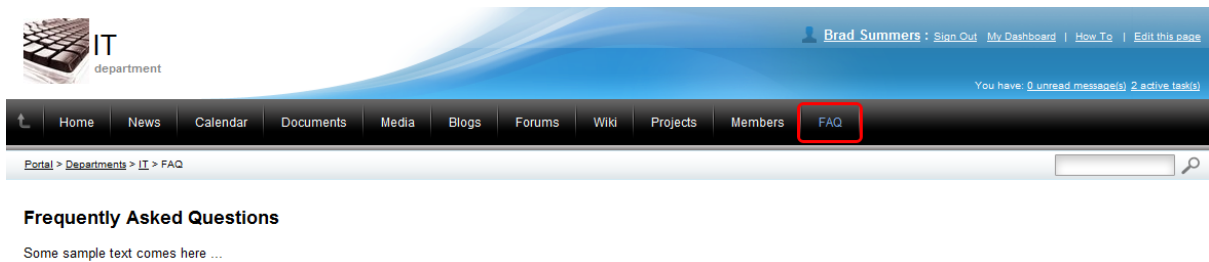 IT
department
Brad Summers : Sign Out My Dashboard | How To | Edit this page
You have: 0 unread message(s) 2 active task(s)
Home News Calendar Documents Media Blogs Forums Wiki Projects Members FAQ
Portal > Departments > IT > FAQ
Frequently Asked Questions
Some sample text comes here ...